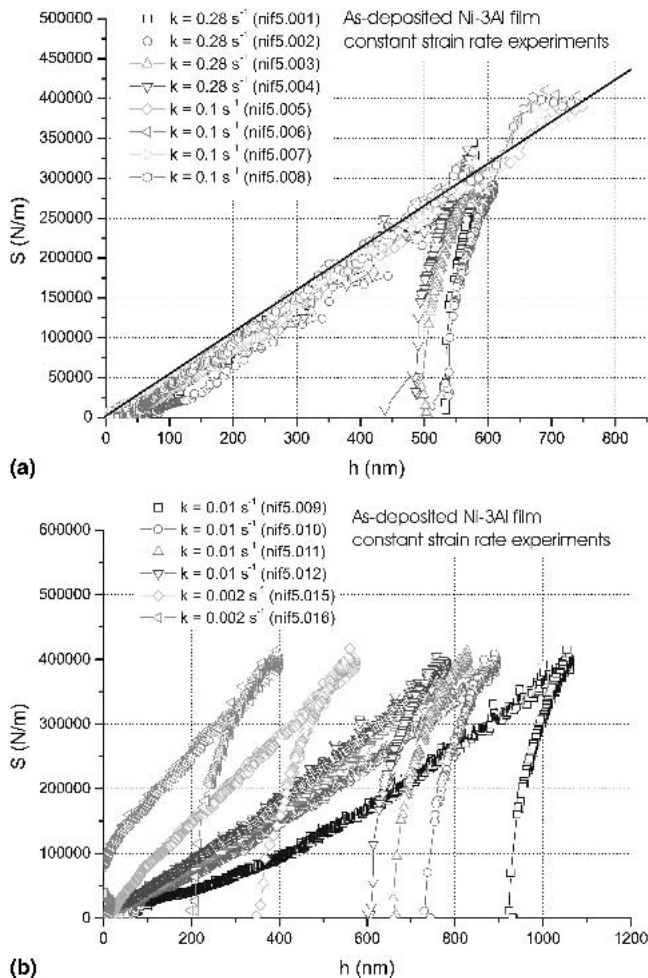 k = 0.28 s⁻¹ (nif5.001)
k = 0.28 s⁻¹ (nif5.002)
k = 0.28 s⁻¹ (nif5.003)
k = 0.28 s⁻¹ (nif5.004)
k = 0.1 s⁻¹ (nif5.005)
k = 0.1 s⁻¹ (nif5.006)
k = 0.1 s⁻¹ (nif5.007)
k = 0.1 s⁻¹ (nif5.008)
As-deposited Ni-3Al film
constant strain rate experiments
450000
400000
350000
300000
250000
200000
150000
100000
50000
0
S (N/m)
0 100 200 300 400 500 600 700 800
h (nm)
(a)
k = 0.01 s⁻¹ (nif5.009)
k = 0.01 s⁻¹ (nif5.010)
k = 0.01 s⁻¹ (nif5.011)
k = 0.01 s⁻¹ (nif5.012)
k = 0.002 s⁻¹ (nif5.015)
k = 0.002 s⁻¹ (nif5.016)
As-deposited Ni-3Al film
constant strain rate experiments
600000
500000
400000
300000
200000
100000
0
S (N/m)
0 200 400 600 800 1000 1200
h (nm)
(b)